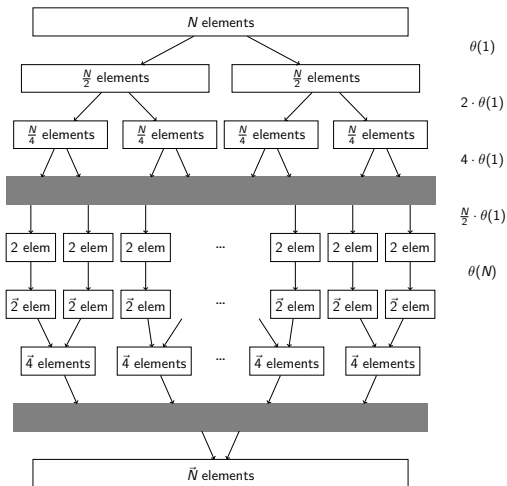 N elements
θ(1)
N/2 elements N/2 elements
2 · θ(1)
N/4 elements N/4 elements N/4 elements N/4 elements
4 · θ(1)
N/2 · θ(1)
2 elem 2 elem 2 elem ... 2 elem 2 elem 2 elem
θ(N)
2⃗ elem 2⃗ elem 2⃗ elem ... 2⃗ elem 2⃗ elem 2⃗ elem
4⃗ elements 4⃗ elements ... 4⃗ elements 4⃗ elements
N⃗ elements